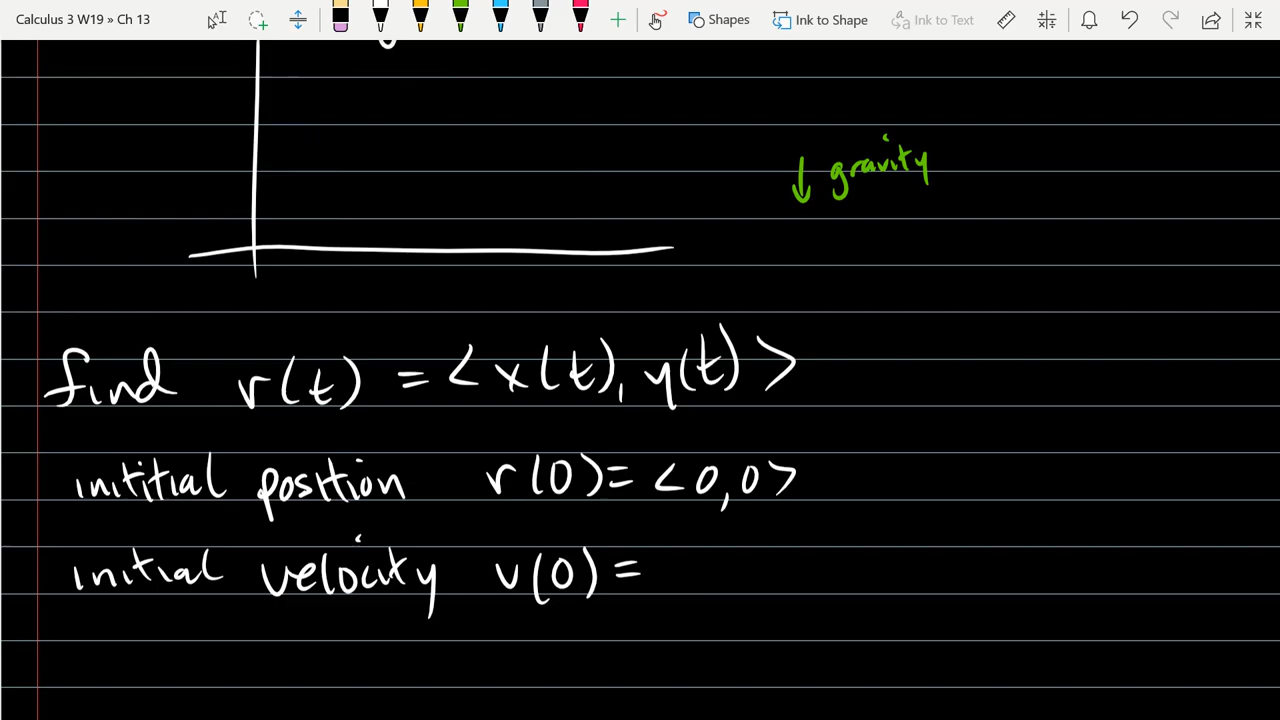 Calculus 3 W19 » Ch 13
Shapes
Ink to Shape
Ink to Text
↓ gravity
find r(t) = < x(t), y(t) >
initital position r(0) = < 0, 0 >
initial velocity v(0) =